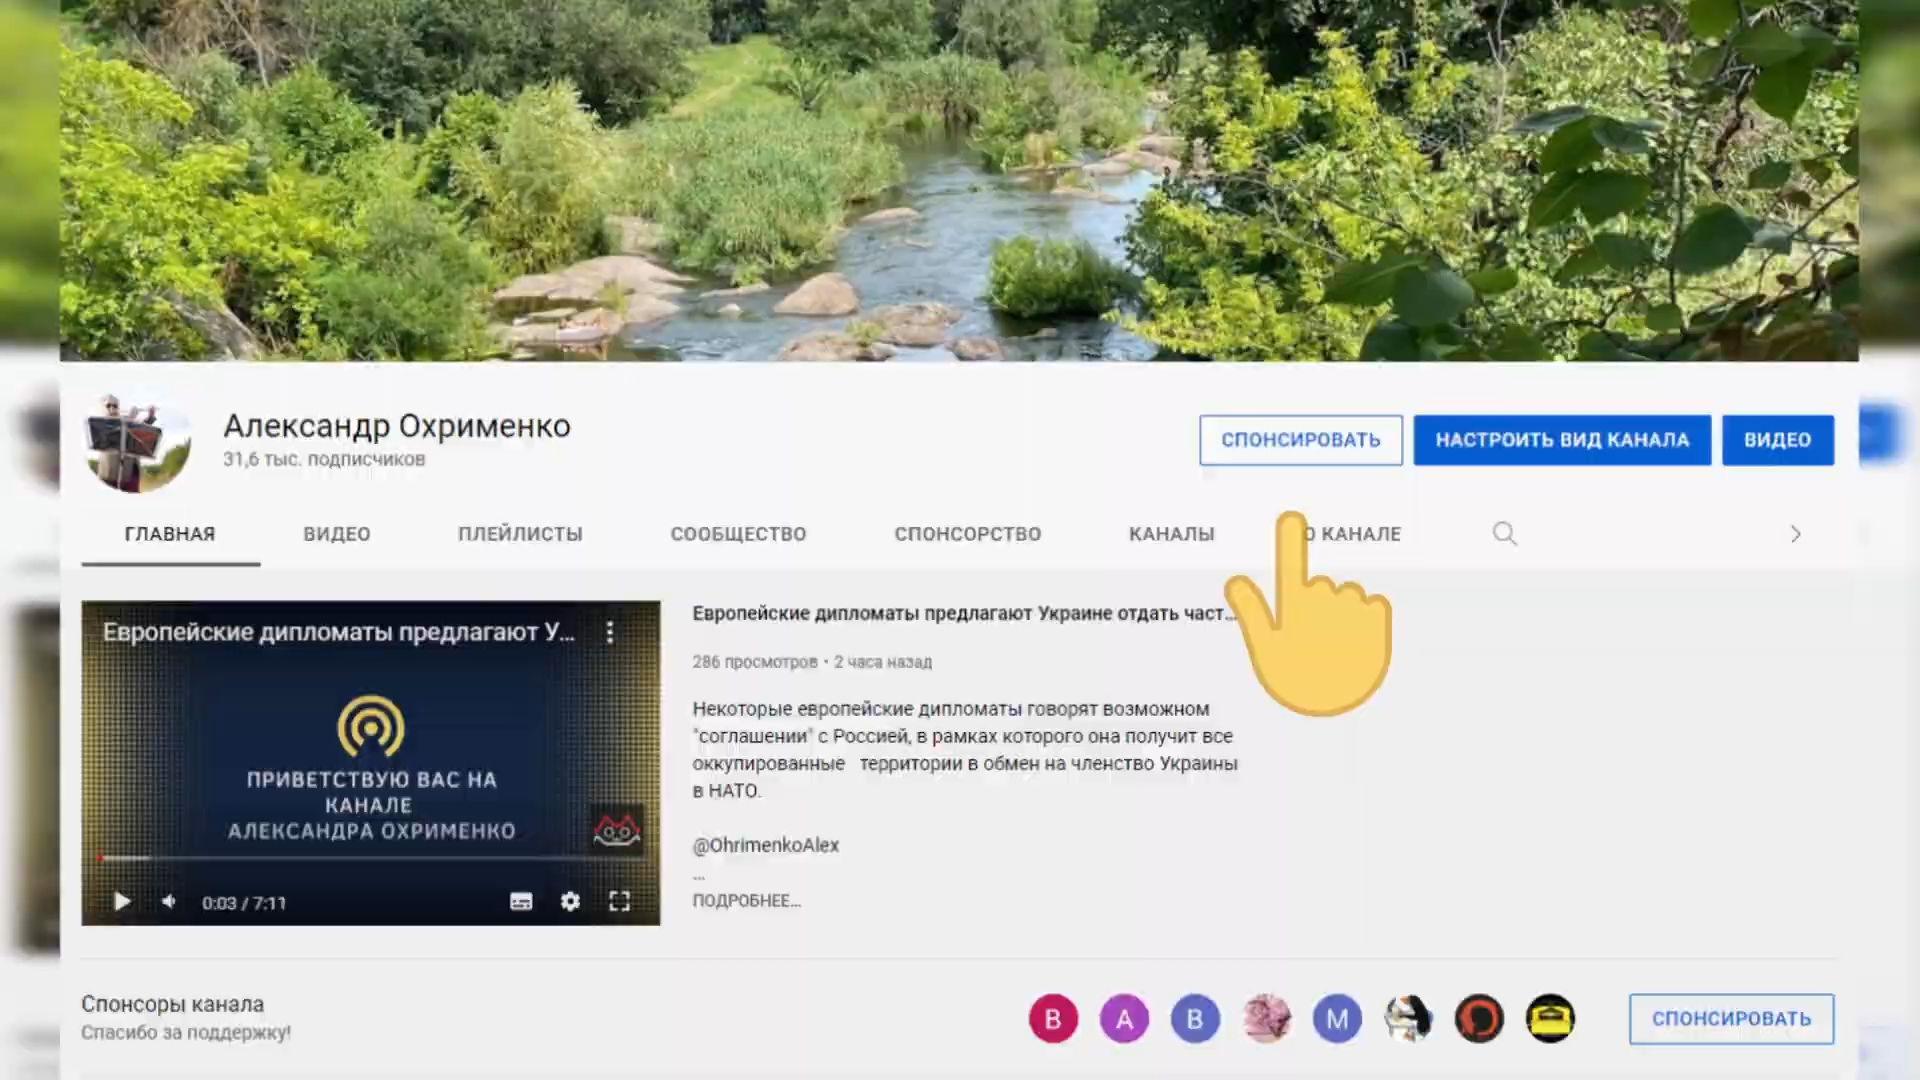 Александр Охрименко
31,6 тыс. подписчиков
СПОНСИРОВАТЬ
НАСТРОИТЬ ВИД КАНАЛА
ВИДЕО
ГЛАВНАЯ
ВИДЕО
ПЛЕЙЛИСТЫ
СООБЩЕСТВО
СПОНСОРСТВО
КАНАЛЫ
О КАНАЛЕ
Европейские дипломаты предлагают У...
ПРИВЕТСТВУЮ ВАС НА
КАНАЛЕ
АЛЕКСАНДРА ОХРИМЕНКО
0:03 / 7:11
Европейские дипломаты предлагают Украине отдать част...
286 просмотров • 2 часа назад
Некоторые европейские дипломаты говорят возможном
"соглашении" с Россией, в рамках которого она получит все
оккупированные территории в обмен на членство Украины
в НАТО.
@OhrimenkoAlex
...
ПОДРОБНЕЕ...
Спонсоры канала
Спасибо за поддержку!
В
А
В
М
СПОНСИРОВАТЬ